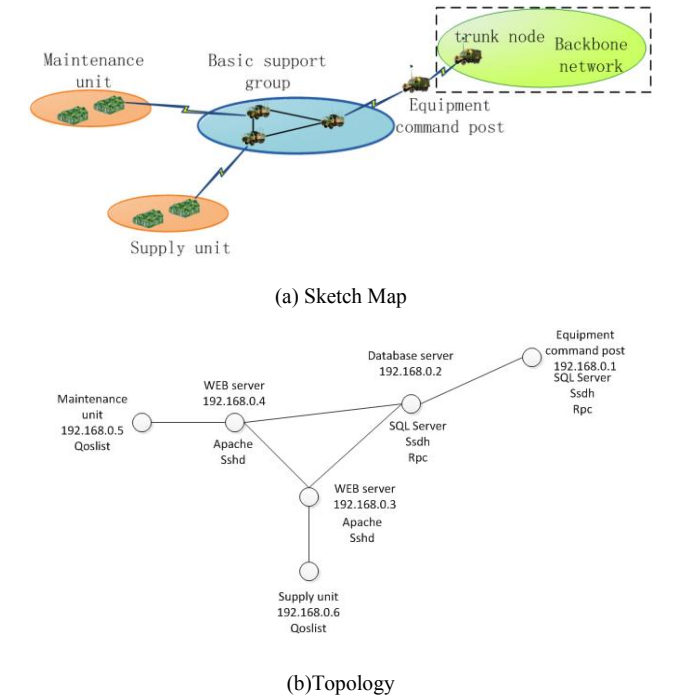 Maintenance
unit
Basic support
group
trunk node
Backbone
network
Equipment
command post
Supply unit
(a) Sketch Map
Equipment
command post
192.168.0.1
SQL Server
Ssdh
Rpc
Database server
192.168.0.2
SQL Server
Ssdh
Rpc
WEB server
192.168.0.4
Apache
Sshd
Maintenance
unit
192.168.0.5
Qoslist
WEB server
192.168.0.3
Apache
Sshd
Supply unit
192.168.0.6
Qoslist
(b)Topology